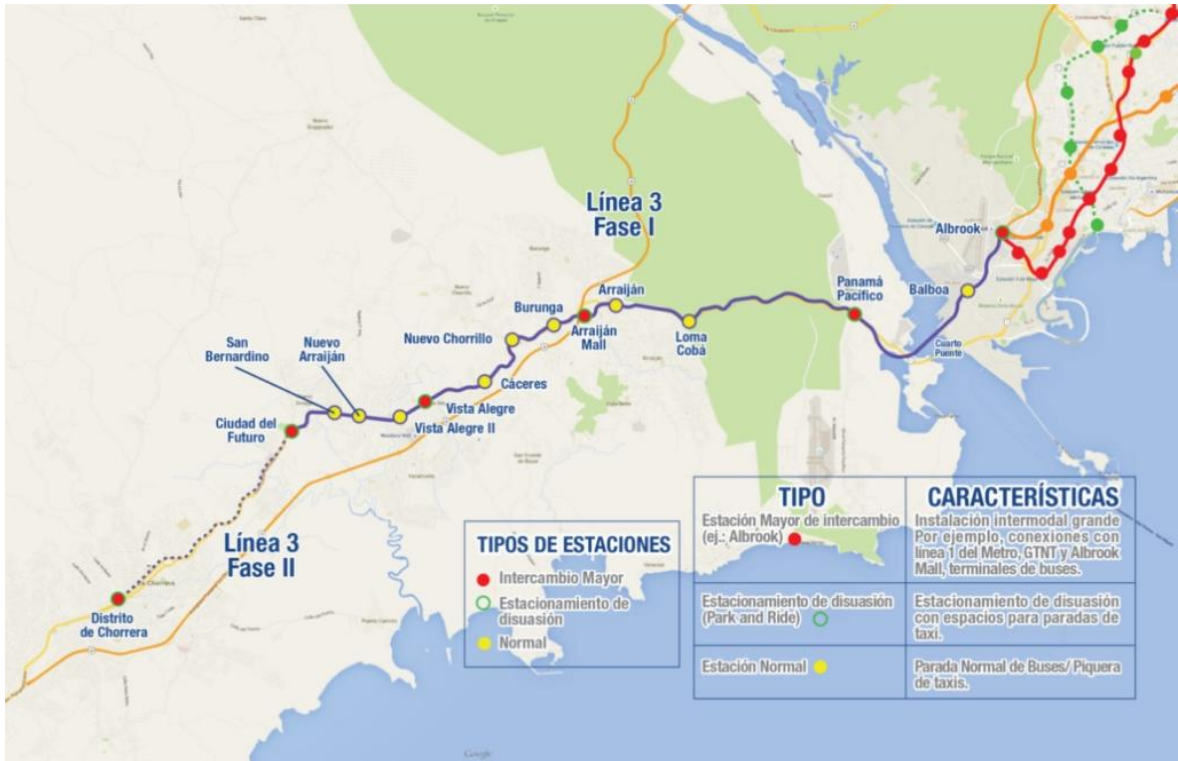 Línea 3
Fase I
Albrook
Balboa
Panamá
Pacífico
Cuarto
Puente
Arraiján
Loma
Cobá
Burunga
Arraiján
Mall
Nuevo Chorrillo
Cáceres
San
Bernardino
Nuevo
Arraiján
Vista Alegre
Vista Alegre II
Ciudad del
Futuro
Línea 3
Fase II
Distrito
de Chorrera
TIPOS DE ESTACIONES
Intercambio Mayor
Estacionamiento de
disuasión
Normal
TIPO
CARACTERÍSTICAS
Estación Mayor de intercambio
(ej.: Albrook)
Instalación intermodal grande
Por ejemplo, conexiones con
línea 1 del Metro, GTNT y Albrook
Mall, terminales de buses.
Estacionamiento de disuasión
(Park and Ride)
Estacionamiento de disuasión
con espacios para paradas de
taxi.
Estación Normal
Parada Normal de Buses/ Piquera
de taxis.
Google